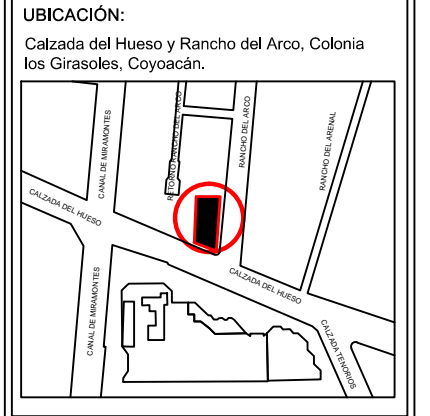 UBICACIÓN:
Calzada del Hueso y Rancho del Arco, Colonia
los Girasoles, Coyoacán.
CANAL DE MIRAMONTES
RETORNO RANCHO DEL ARCO
RANCHO DEL ARCO
RANCHO DEL ARENAL
CALZADA DEL HUESO
CALZADA DEL HUESO
CANAL DE MIRAMONTES
CALZADA TENORIOS